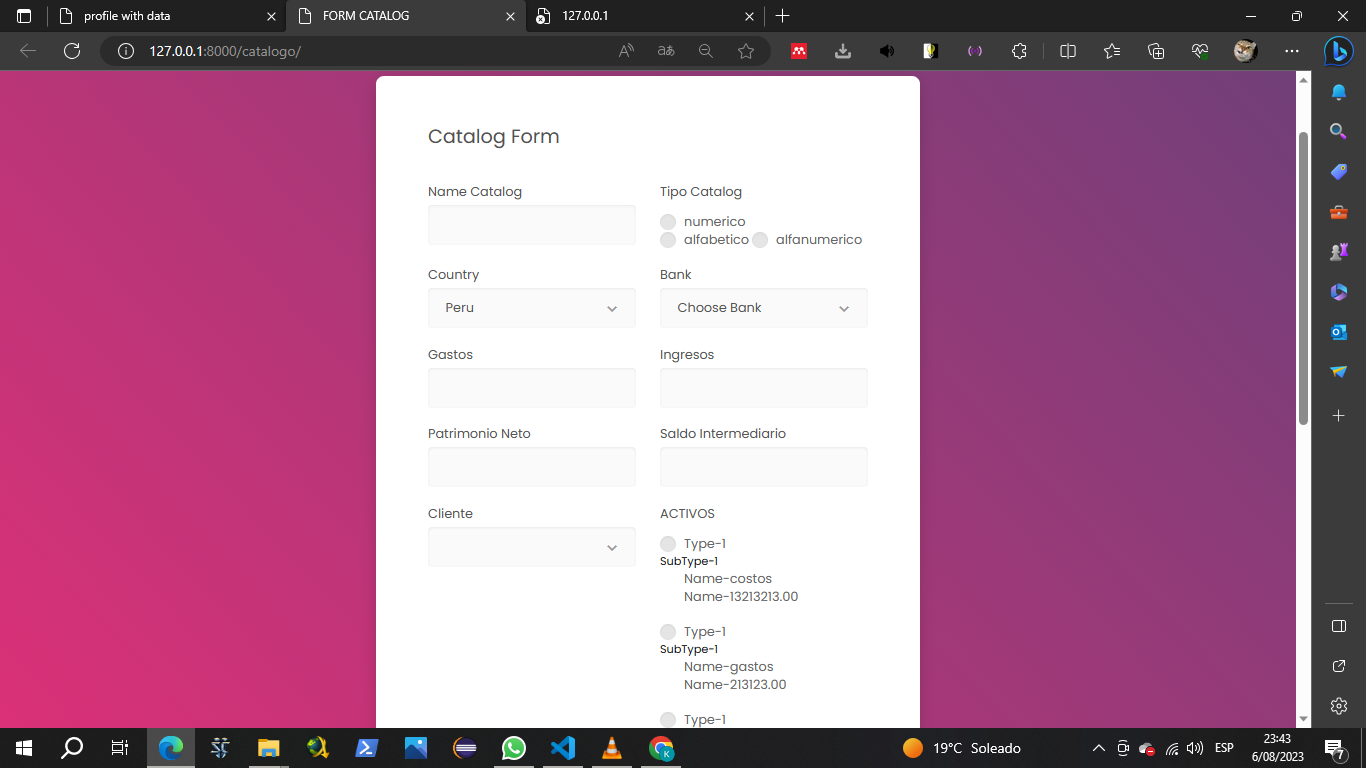 profile with data
FORM CATALOG
127.0.0.1
127.0.0.1:8000/catalogo/
Catalog Form
Name Catalog
Tipo Catalog
numerico
alfabetico
alfanumerico
Country
Bank
Peru
Choose Bank
Gastos
Ingresos
Patrimonio Neto
Saldo Intermediario
Cliente
ACTIVOS
Type-1
SubType-1
Name-costos
Name-13213213.00
Type-1
SubType-1
Name-gastos
Name-213123.00
Type-1
19°C Soleado
ESP
23:43
6/08/2023
7